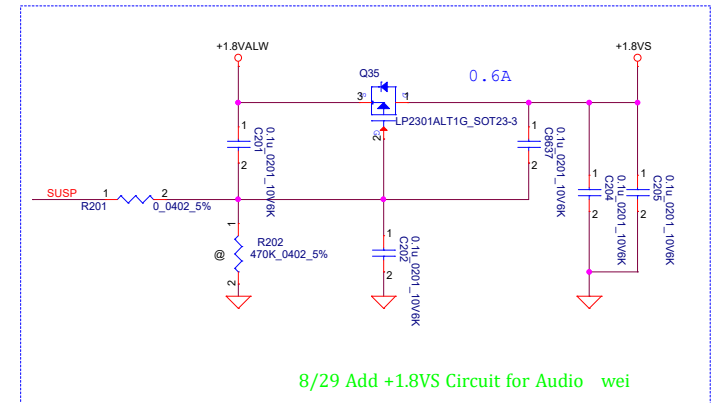 +1.8VALW
+1.8VS
Q35
0.6A
3
1
LP2301ALT1G_SOT23-3
2
1
C201
0.1u_0201_10V6K
2
1
C8637
0.1u_0201_10V6K
2
1
C204
0.1u_0201_10V6K
2
1
C205
0.1u_0201_10V6K
2
SUSP
1
2
R201
0_0402_5%
1
@
R202
470K_0402_5%
2
1
C202
0.1u_0201_10V6K
2
8/29 Add +1.8VS Circuit for Audio wei